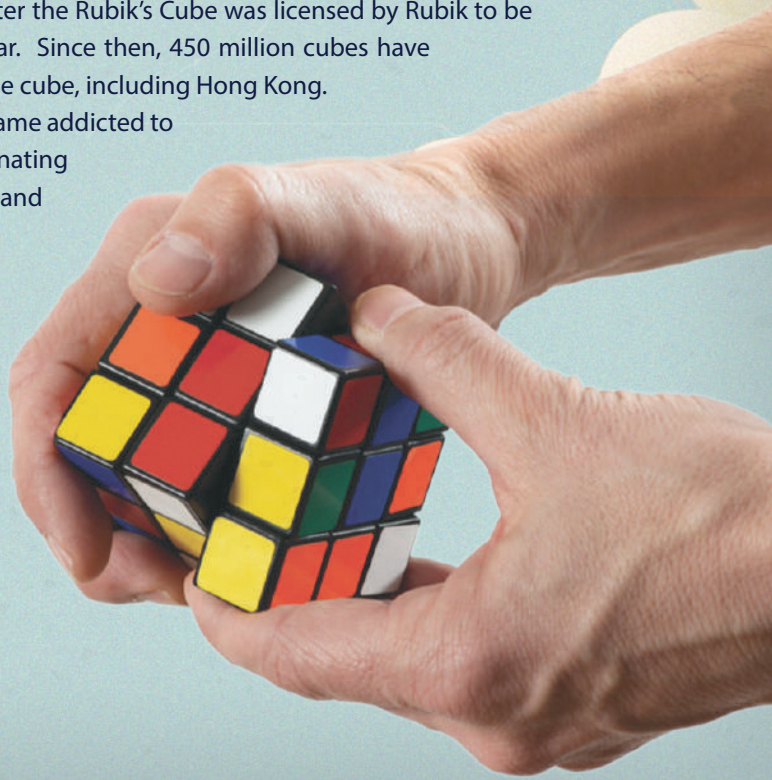 ter the Rubik's Cube was licensed by Rubik to be
ar. Since then, 450 million cubes have
e cube, including Hong Kong.
ame addicted to
nating
and